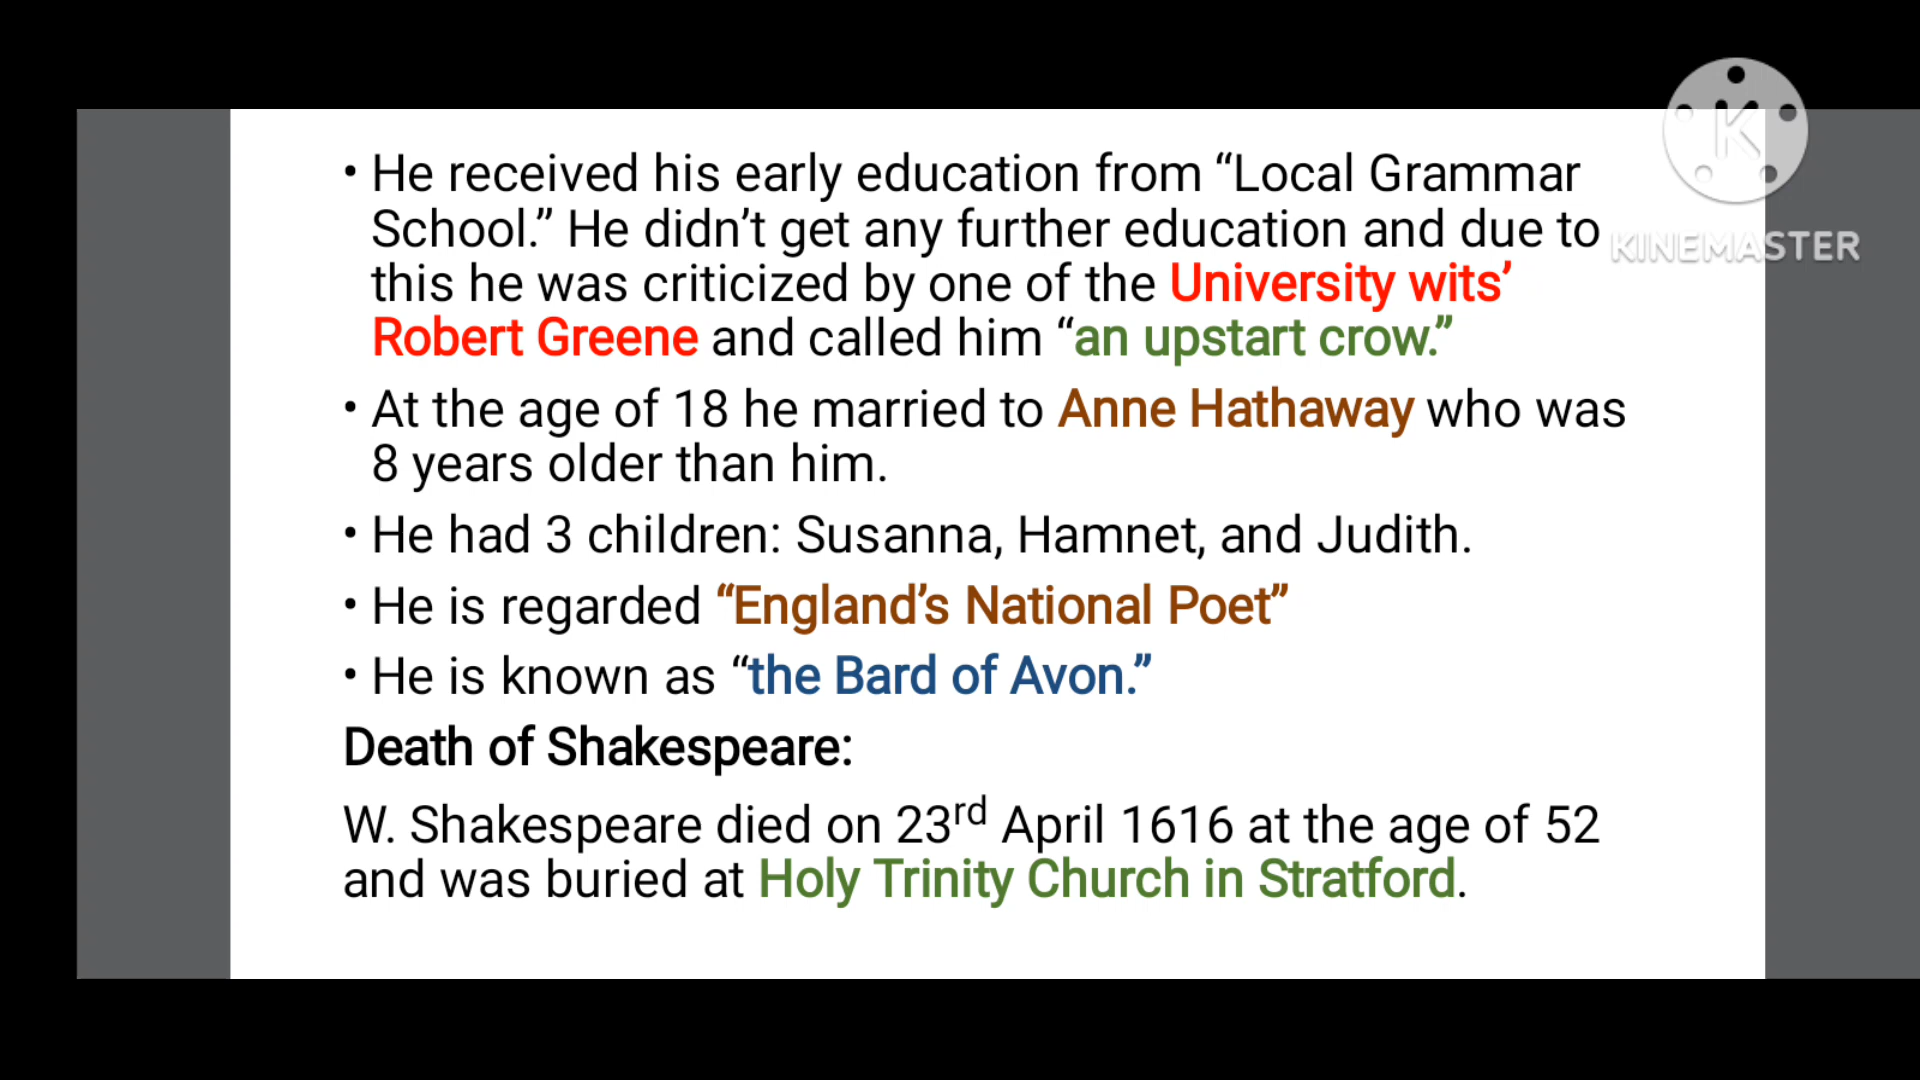 • He received his early education from “Local Grammar
School.” He didn’t get any further education and due to
this he was criticized by one of the University wits’
Robert Greene and called him “an upstart crow.”
• At the age of 18 he married to Anne Hathaway who was
8 years older than him.
• He had 3 children: Susanna, Hamnet, and Judith.
• He is regarded “England’s National Poet”
• He is known as “the Bard of Avon.”
Death of Shakespeare:
W. Shakespeare died on 23rd April 1616 at the age of 52
and was buried at Holy Trinity Church in Stratford.
K
KINEMASTER